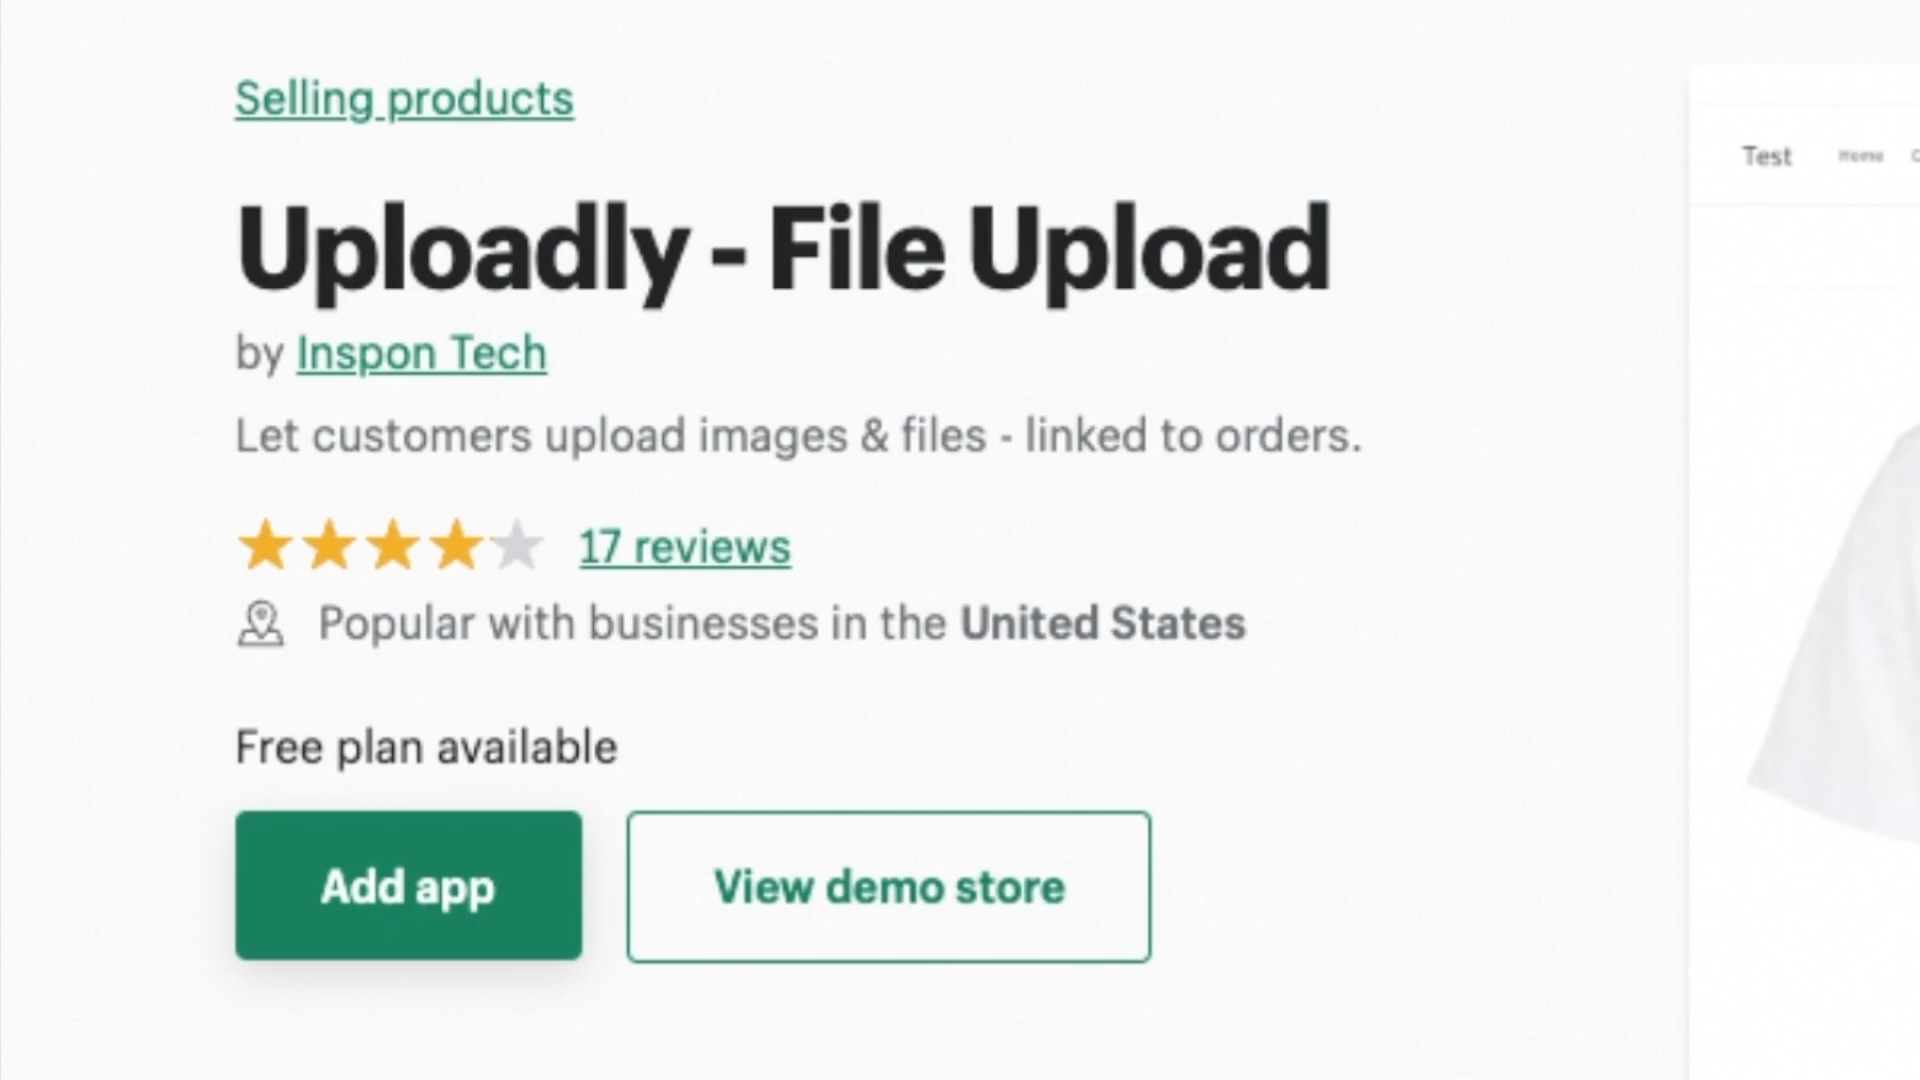 Selling products
Uploadly - File Upload
by Inspon Tech
Let customers upload images & files - linked to orders.
17 reviews
Popular with businesses in the United States
Free plan available
Add app
View demo store
Test
Home